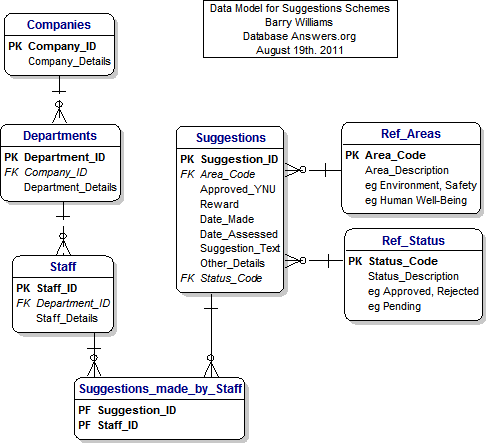 Data Model for Suggestions Schemes
Barry Williams
Database Answers.org
August 19th. 2011
Companies
PK Company_ID
Company_Details
Departments
PK Department_ID
FK Company_ID
Department_Details
Staff
PK Staff_ID
FK Department_ID
Staff_Details
Suggestions
PK Suggestion_ID
FK Area_Code
Approved_YNU
Reward
Date_Made
Date_Assessed
Suggestion_Text
Other_Details
FK Status_Code
Ref_Areas
PK Area_Code
Area_Description
eg Environment, Safety
eg Human Well-Being
Ref_Status
PK Status_Code
Status_Description
eg Approved, Rejected
eg Pending
Suggestions_made_by_Staff
PF Suggestion_ID
PF Staff_ID